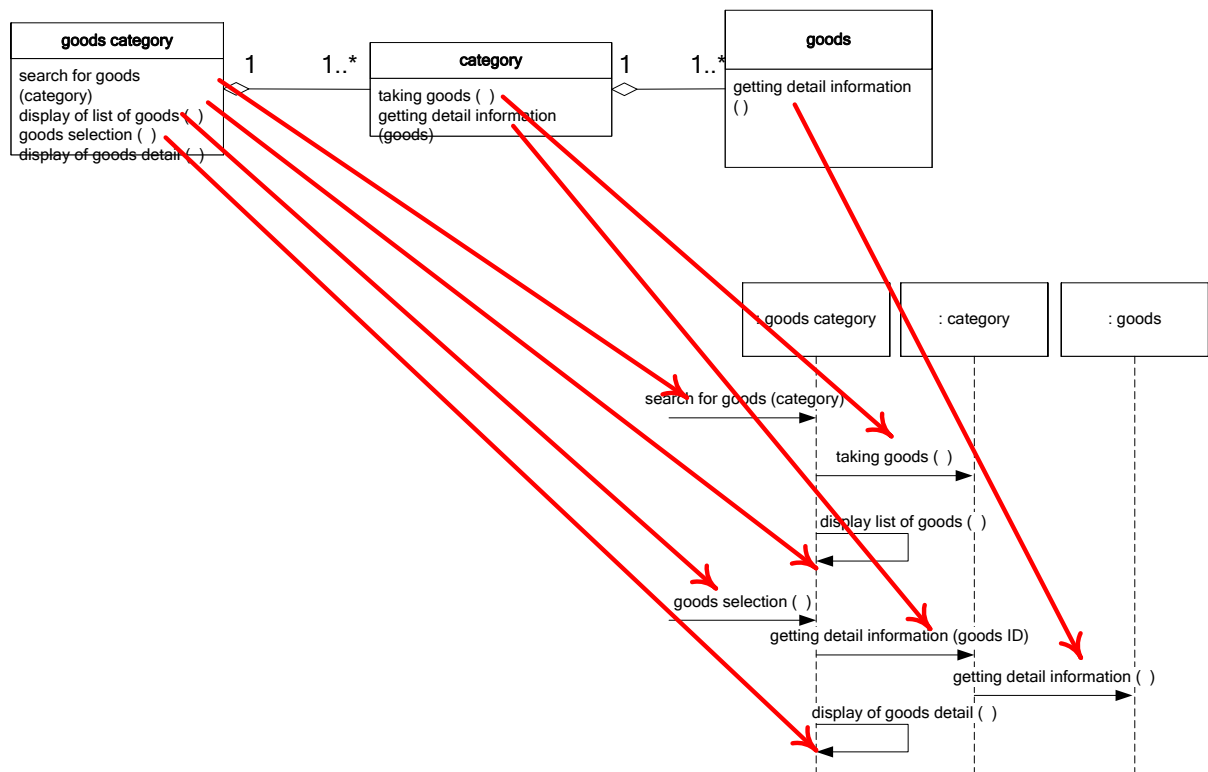 goods category
search for goods
(category)
display of list of goods ( )
goods selection ( )
display of goods detail ( )
1
1..*
category
taking goods ( )
getting detail information
(goods)
1
1..*
goods
getting detail information
( )
: goods category
: category
: goods
search for goods (category)
taking goods ( )
display list of goods ( )
goods selection ( )
getting detail information (goods ID)
getting detail information ( )
display of goods detail ( )